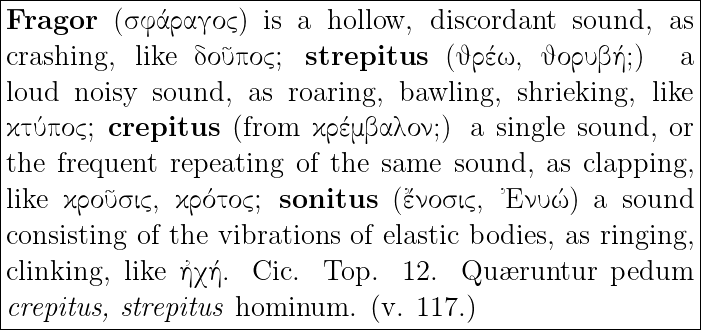 Fragor (σφάραγος) is a hollow, discordant sound, as
crashing, like δοῦπος; strepitus (ϑρέω, ϑορυβή;) a
loud noisy sound, as roaring, bawling, shrieking, like
κτύπος; crepitus (from κρέμβαλον;) a single sound, or
the frequent repeating of the same sound, as clapping,
like κροῦσις, κρότος; sonitus (ἔνοσις, Ἐνυώ) a sound
consisting of the vibrations of elastic bodies, as ringing,
clinking, like ἠχή. Cic. Top. 12. Quæruntur pedum
crepitus, strepitus hominum. (v. 117.)